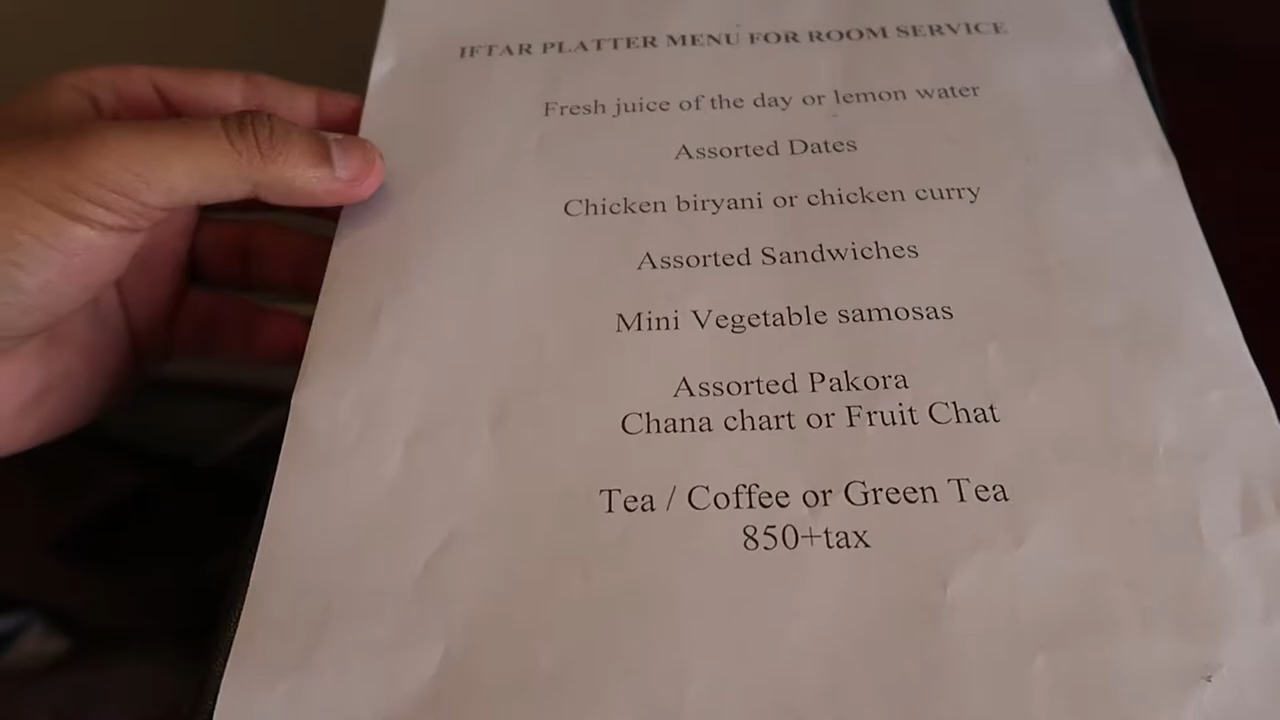 IFTAR PLATTER MENU FOR ROOM SERVICE
Fresh juice of the day or lemon water
Assorted Dates
Chicken biryani or chicken curry
Assorted Sandwiches
Mini Vegetable samosas
Assorted Pakora
Chana chart or Fruit Chat
Tea / Coffee or Green Tea
850+tax